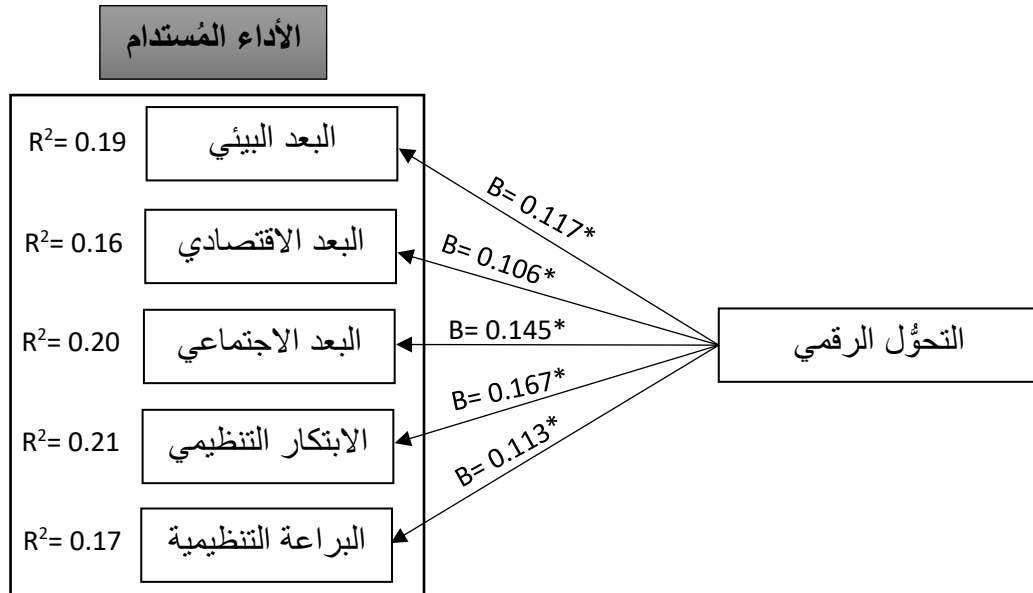 الأداء المُستدام
R²= 0.19
البعد البيئي
B= 0.117*
R²= 0.16
البعد الاقتصادي
B= 0.106*
R²= 0.20
البعد الاجتماعي
B= 0.145*
التحوُّل الرقمي
R²= 0.21
الابتكار التنظيمي
B= 0.167*
R²= 0.17
البراعة التنظيمية
B= 0.113*